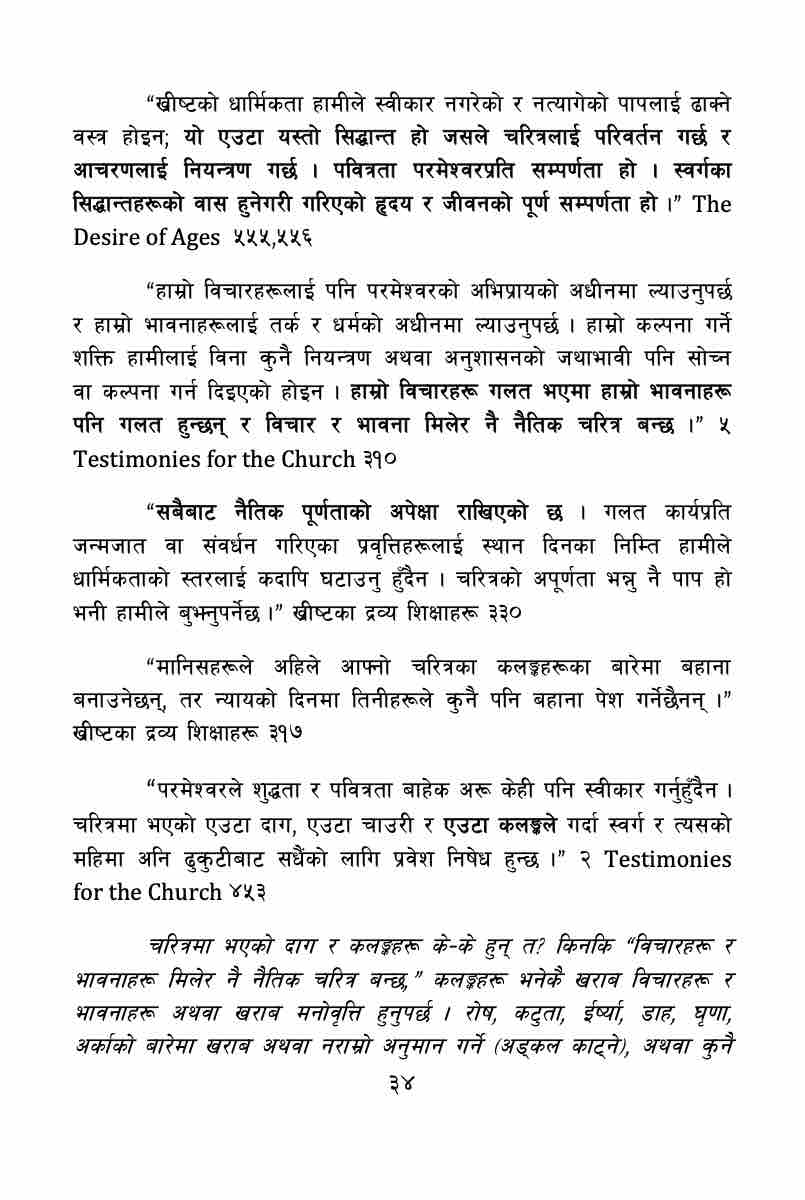 “ख्रीष्टको धार्मिकता हामीले स्वीकार नगरेको र नत्यागेको पापलाई ढाक्ने
वस्त्र होइन; यो एउटा यस्तो सिद्धान्त हो जसले चरित्रलाई परिवर्तन गर्छ र
आचरणलाई नियन्त्रण गर्छ । पवित्रता परमेश्वरप्रति सम्पर्णता हो । स्वर्गका
सिद्धान्तहरूको वास हुनेगरी गरिएको हृदय र जीवनको पूर्ण सम्पर्णता हो ।” The
Desire of Ages ५५५,५५६
“हाम्रो विचारहरूलाई पनि परमेश्वरको अभिप्रायको अधीनमा ल्याउनुपर्छ
र हाम्रो भावनाहरूलाई तर्क र धर्मको अधीनमा ल्याउनुपर्छ । हाम्रो कल्पना गर्ने
शक्ति हामीलाई विना कुनै नियन्त्रण अथवा अनुशासनको जथाभावी पनि सोच्न
वा कल्पना गर्न दिइएको होइन । हाम्रो विचारहरू गलत भएमा हाम्रो भावनाहरू
पनि गलत हुन्छन् र विचार र भावना मिलेर नै नैतिक चरित्र बन्छ ।” ५
Testimonies for the Church ३१०
“सबैबाट नैतिक पूर्णताको अपेक्षा राखिएको छ । गलत कार्यप्रति
जन्मजात वा संवर्धन गरिएका प्रवृत्तिहरूलाई स्थान दिनका निम्ति हामीले
धार्मिकताको स्तरलाई कदापि घटाउनु हुँदैन । चरित्रको अपूर्णता भन्नु नै पाप हो
भनी हामीले बुझ्नुपर्नेछ ।” ख्रीष्टका द्रव्य शिक्षाहरू ३३०
“मानिसहरूले अहिले आफ्नो चरित्रका कलङ्कहरूका बारेमा बहाना
बनाउनेछन्, तर न्यायको दिनमा तिनीहरूले कुनै पनि बहाना पेश गर्नेछैनन् ।”
ख्रीष्टका द्रव्य शिक्षाहरू ३१७
“परमेश्वरले शुद्धता र पवित्रता बाहेक अरू केही पनि स्वीकार गर्नुहुँदैन ।
चरित्रमा भएको एउटा दाग, एउटा चाउरी र एउटा कलङ्कले गर्दा स्वर्ग र त्यसको
महिमा अनि ढुकुटीबाट सधैंको लागि प्रवेश निषेध हुन्छ ।” २ Testimonies
for the Church ४५३
चरित्रमा भएको दाग र कलङ्कहरू के-के हुन् त? किनकि “विचारहरू र
भावनाहरू मिलेर नै नैतिक चरित्र बन्छ,” कलङ्कहरू भनेकै खराब विचारहरू र
भावनाहरू अथवा खराब मनोवृत्ति हुनुपर्छ । रोष, कटुता, ईर्ष्या, डाह, घृणा,
अर्काको बारेमा खराब अथवा नराम्रो अनुमान गर्ने (अड्कल काट्ने), अथवा कुनै
३४